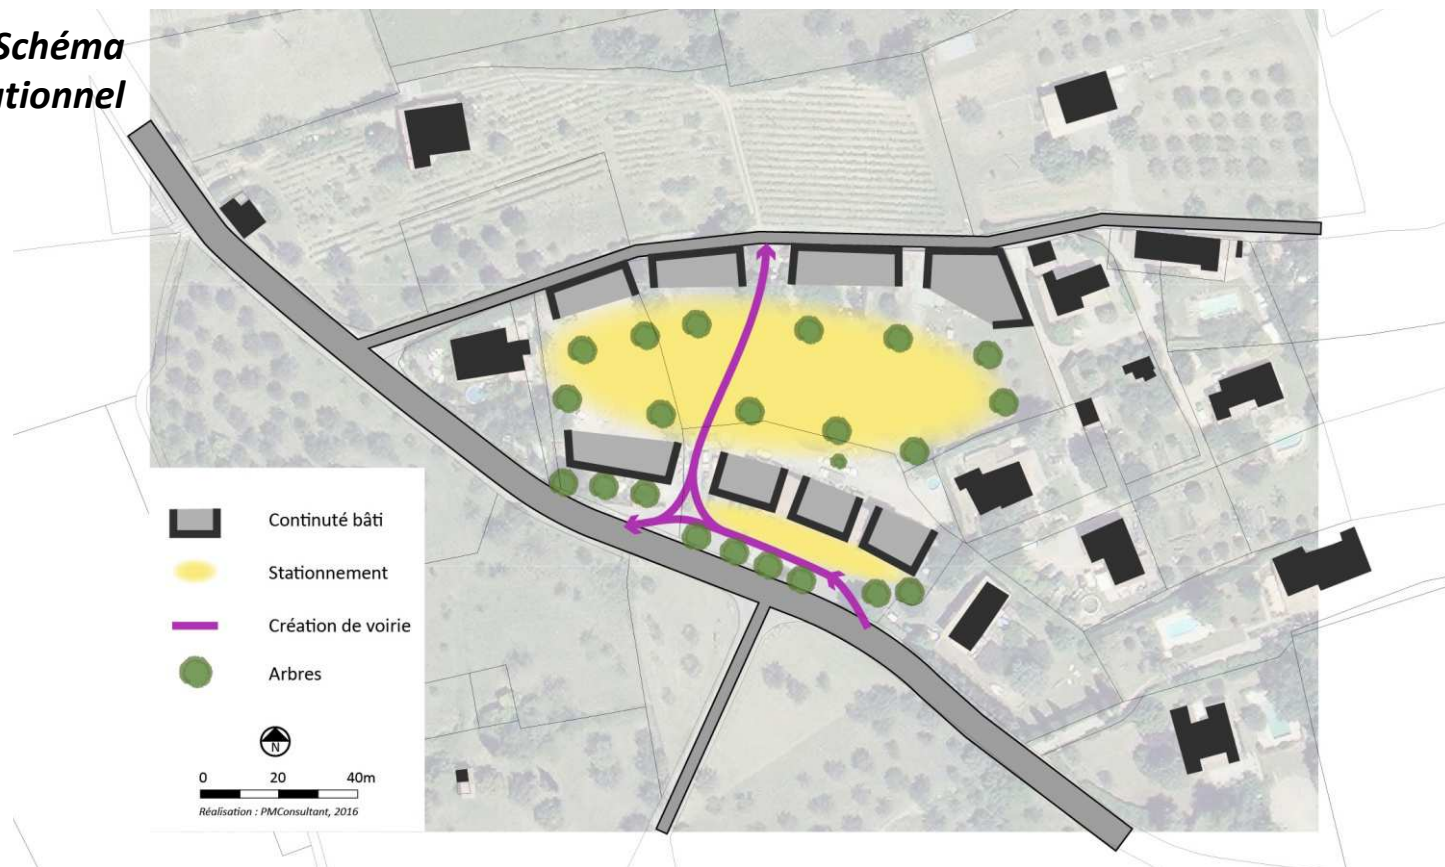 Schéma
tionnel
Continuté bâti
Stationnement
Création de voirie
Arbres
N
0 20 40m
Réalisation : PMConsultant, 2016